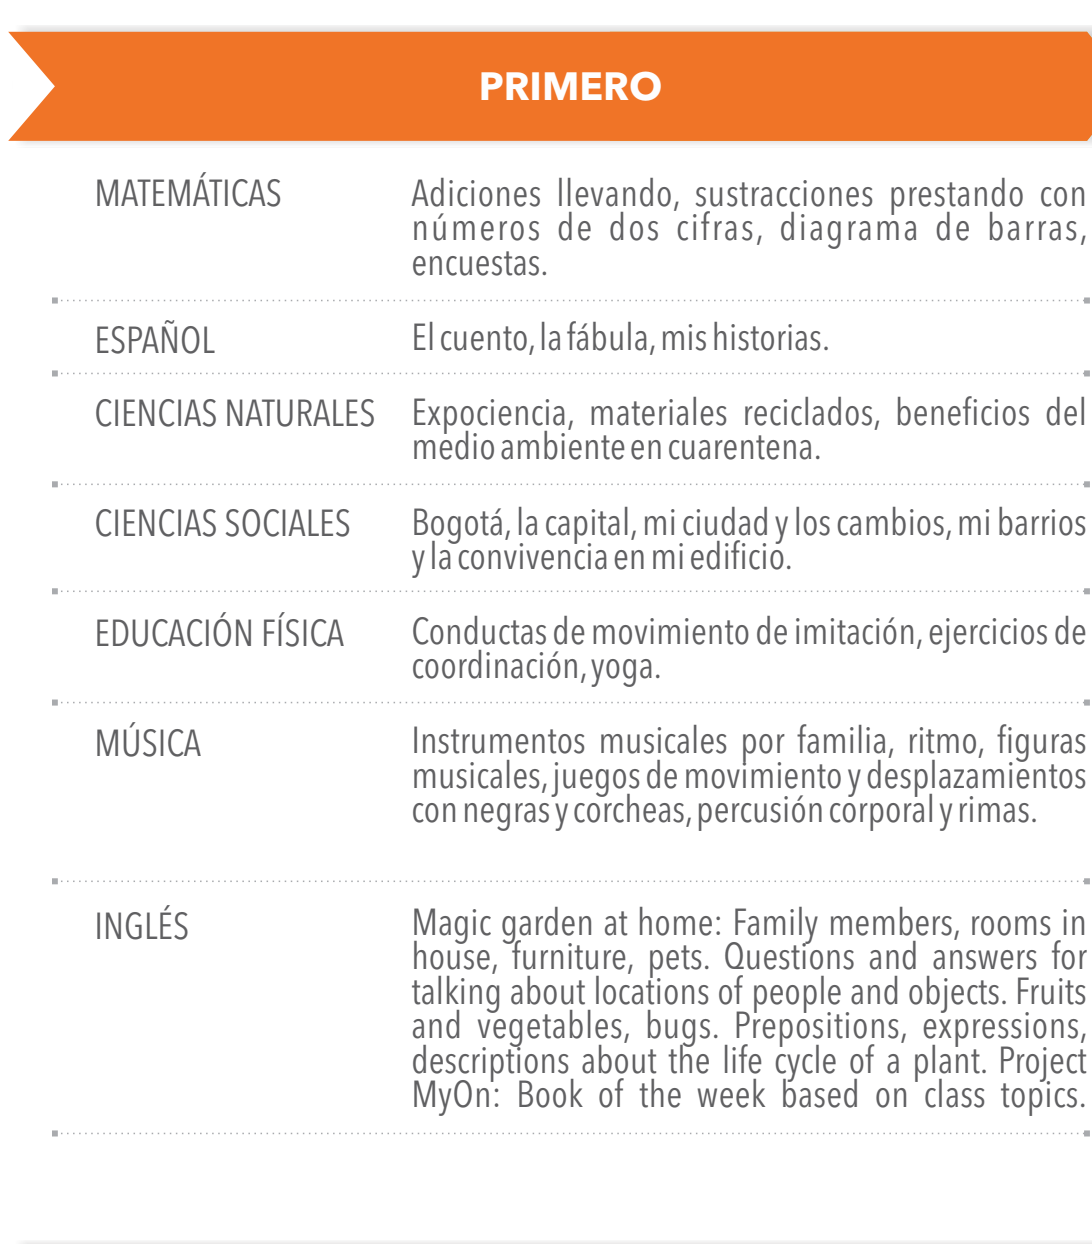 PRIMERO
MATEMÁTICAS
Adiciones llevando, sustracciones prestando con
números de dos cifras, diagrama de barras,
encuestas.
ESPAÑOL
El cuento, la fábula, mis historias.
CIENCIAS NATURALES
Expociencia, materiales reciclados, beneficios del
medio ambiente en cuarentena.
CIENCIAS SOCIALES
Bogotá, la capital, mi ciudad y los cambios, mi barrios
y la convivencia en mi edificio.
EDUCACIÓN FÍSICA
Conductas de movimiento de imitación, ejercicios de
coordinación, yoga.
MÚSICA
Instrumentos musicales por familia, ritmo, figuras
musicales, juegos de movimiento y desplazamientos
con negras y corcheas, percusión corporal y rimas.
INGLÉS
Magic garden at home: Family members, rooms in
house, furniture, pets. Questions and answers for
talking about locations of people and objects. Fruits
and vegetables, bugs. Prepositions, expressions,
descriptions about the life cycle of a plant. Project
MyOn: Book of the week based on class topics.